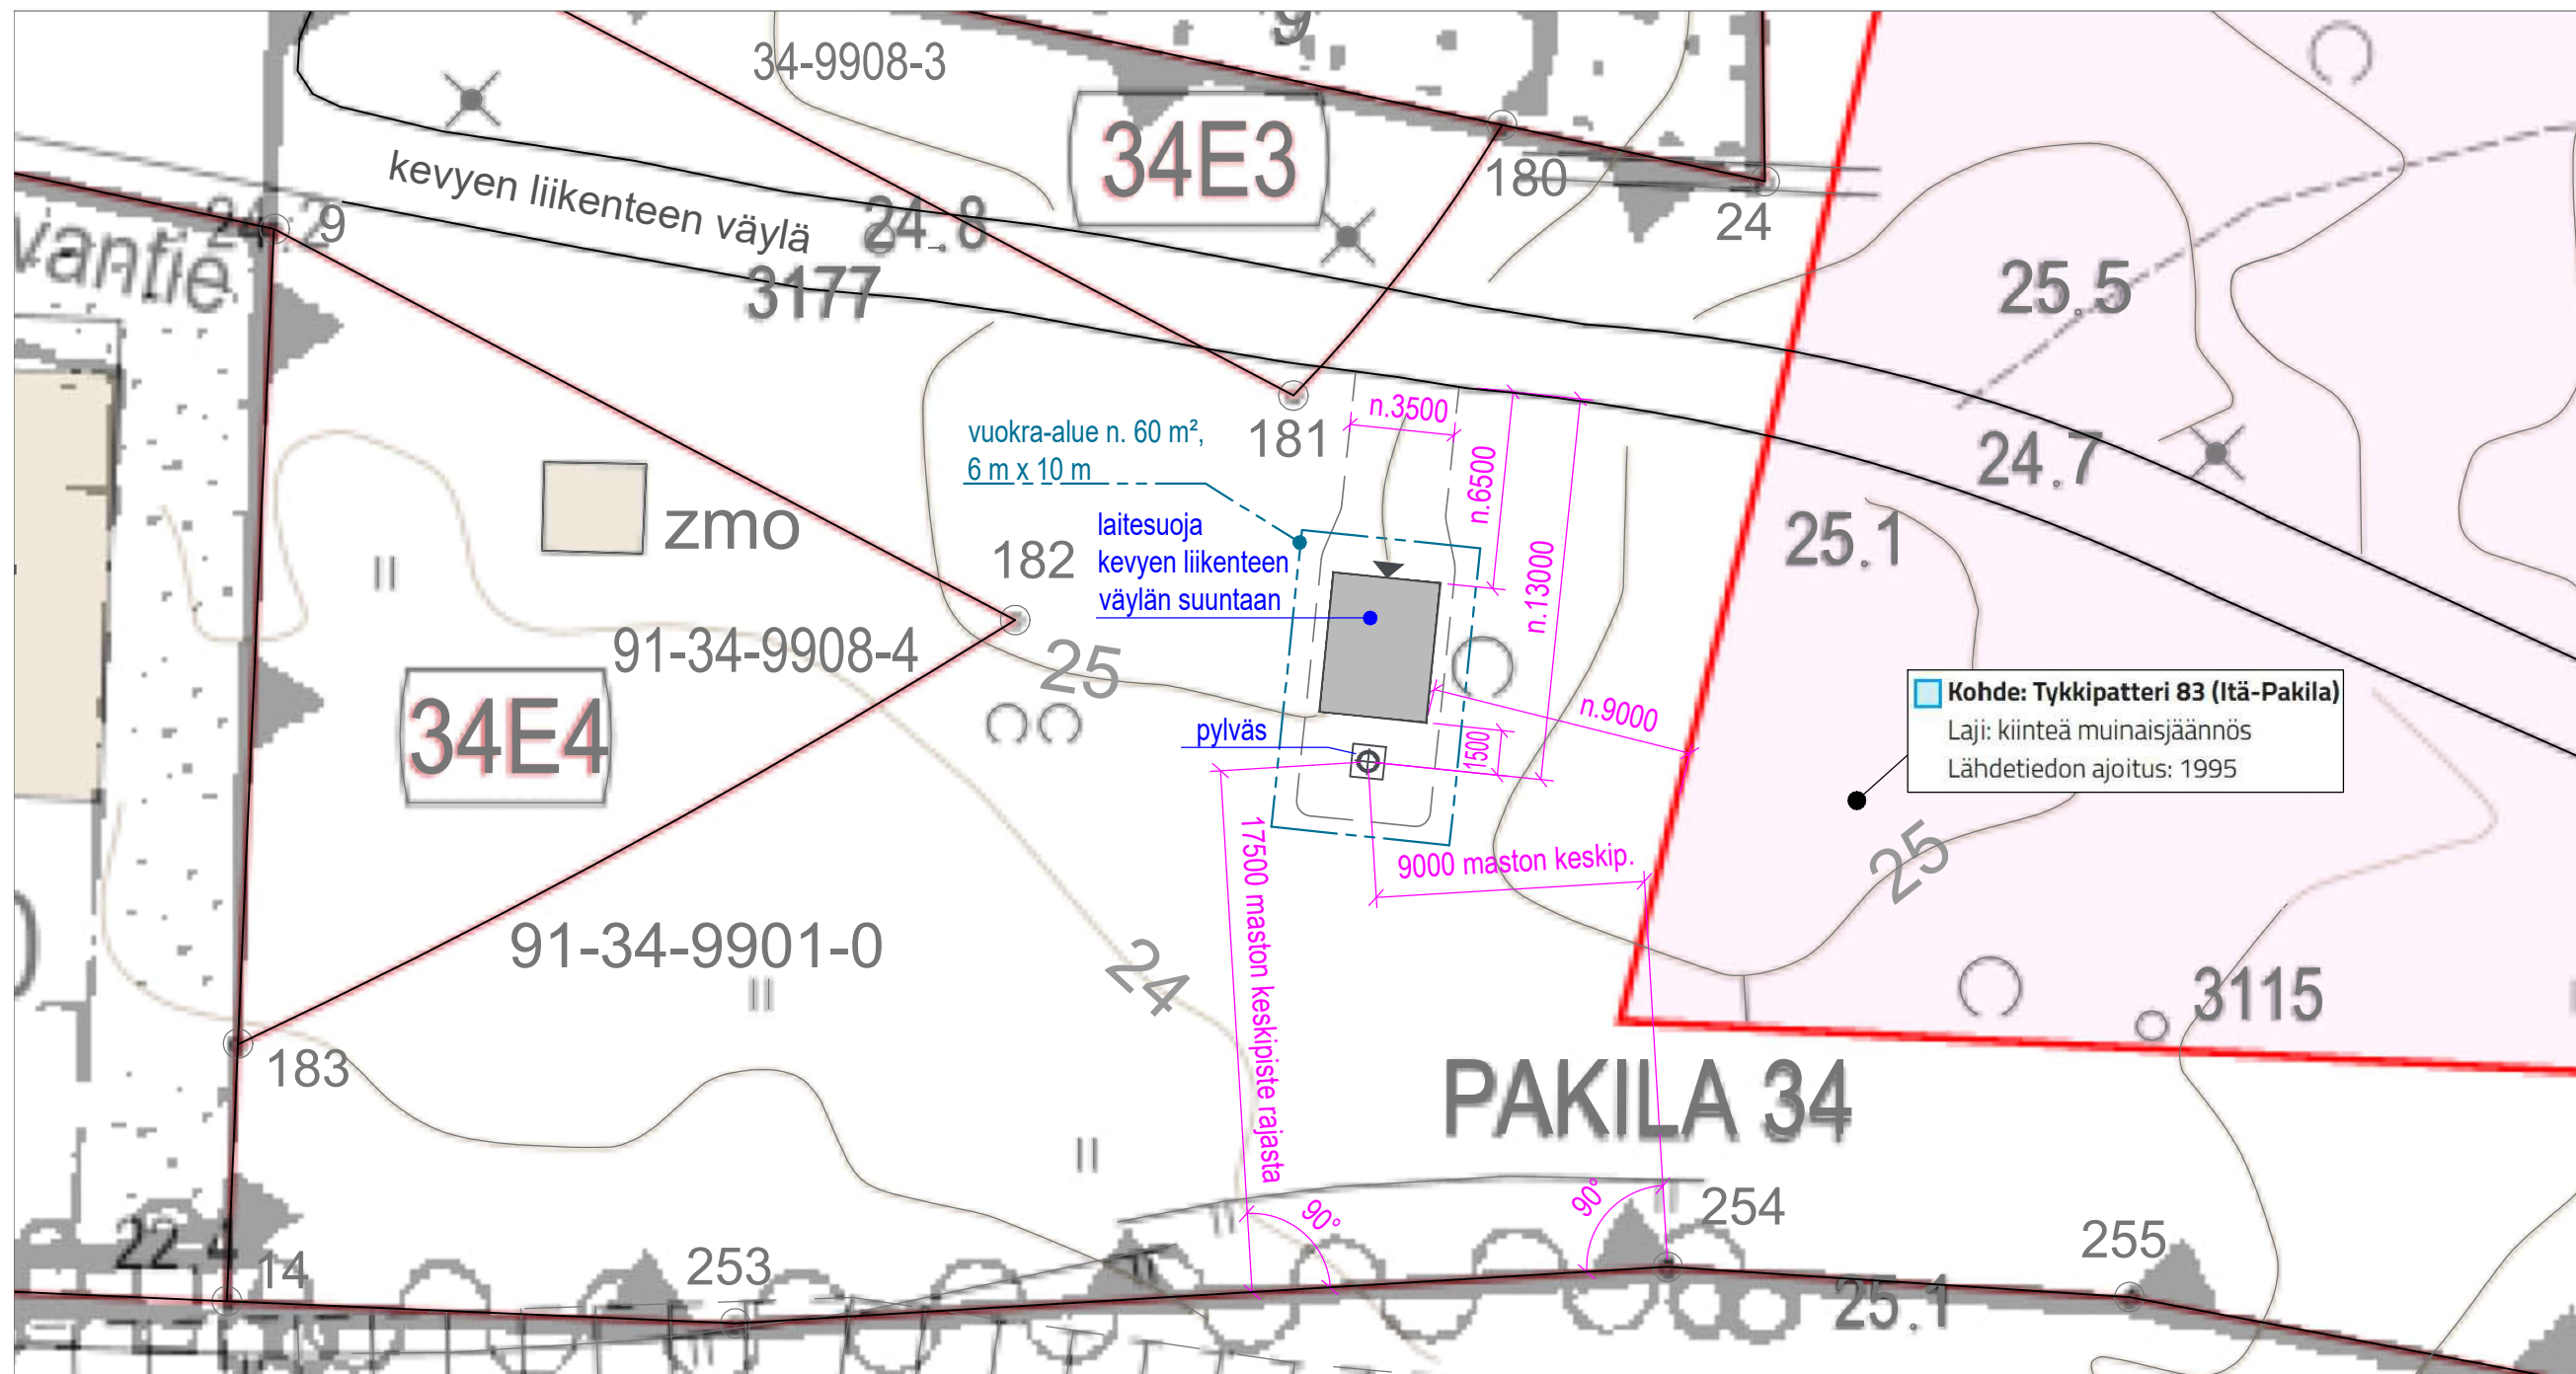 34-9908-3
9
34E3
kevyen liikenteen väylä
180
24
9
24.8
vantie
3177
25.5
n.3500
181
vuokra-alue n. 60 m²,
6 m x 10 m
n.6500
24.7
zmo
laitesuoja
kevyen liikenteen
väylän suuntaan
182
n.13000
25.1
91-34-9908-4
25
34E4
pylväs
n.9000
1500
Kohde: Tykkipatteri 83 (Itä-Pakila)
Laji: kiinteä muinaisjäännös
Lähdetiedon ajoitus: 1995
17500 maston keskipiste rajasta
9000 maston keskip.
25
91-34-9901-0
24
3115
183
PAKILA 34
90°
90°
254
22.4
14
253
255
25.1